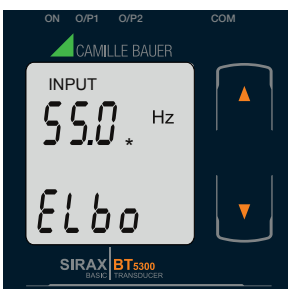 ON O/P1 O/P2 COM
CAMILLE BAUER
INPUT
55.0 * Hz
ELbo
SIRAX BT5300
BASIC TRANSDUCER